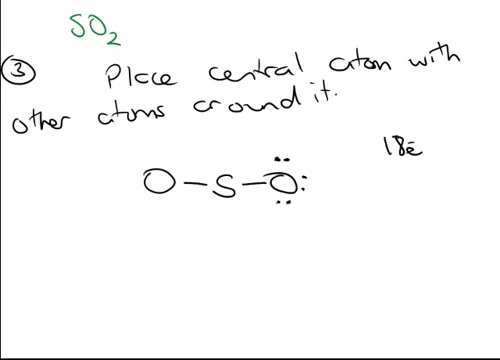 SO₂
③ Place central atom with
other atoms around it.
18e⁻
O–S–O